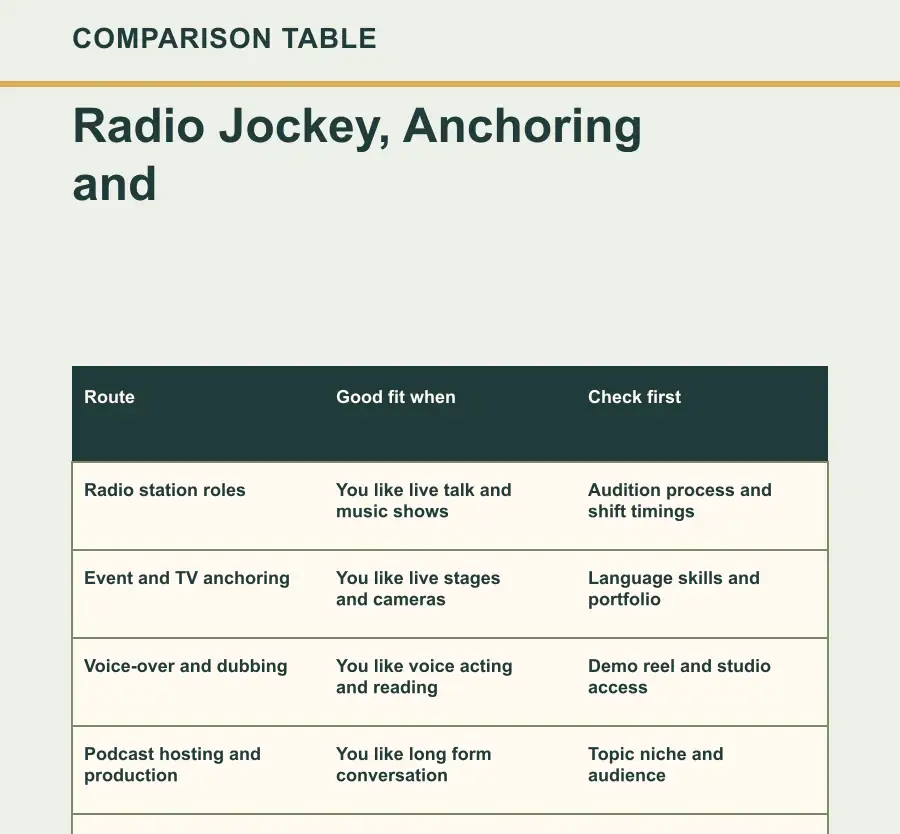 COMPARISON TABLE
Radio Jockey, Anchoring
and
Route Good fit when Check first
Radio station roles You like live talk and Audition process and
music shows shift timings
Event and TV anchoring You like live stages Language skills and
and cameras portfolio
Voice-over and dubbing You like voice acting Demo reel and studio
and reading access
Podcast hosting and You like long form Topic niche and
production conversation audience